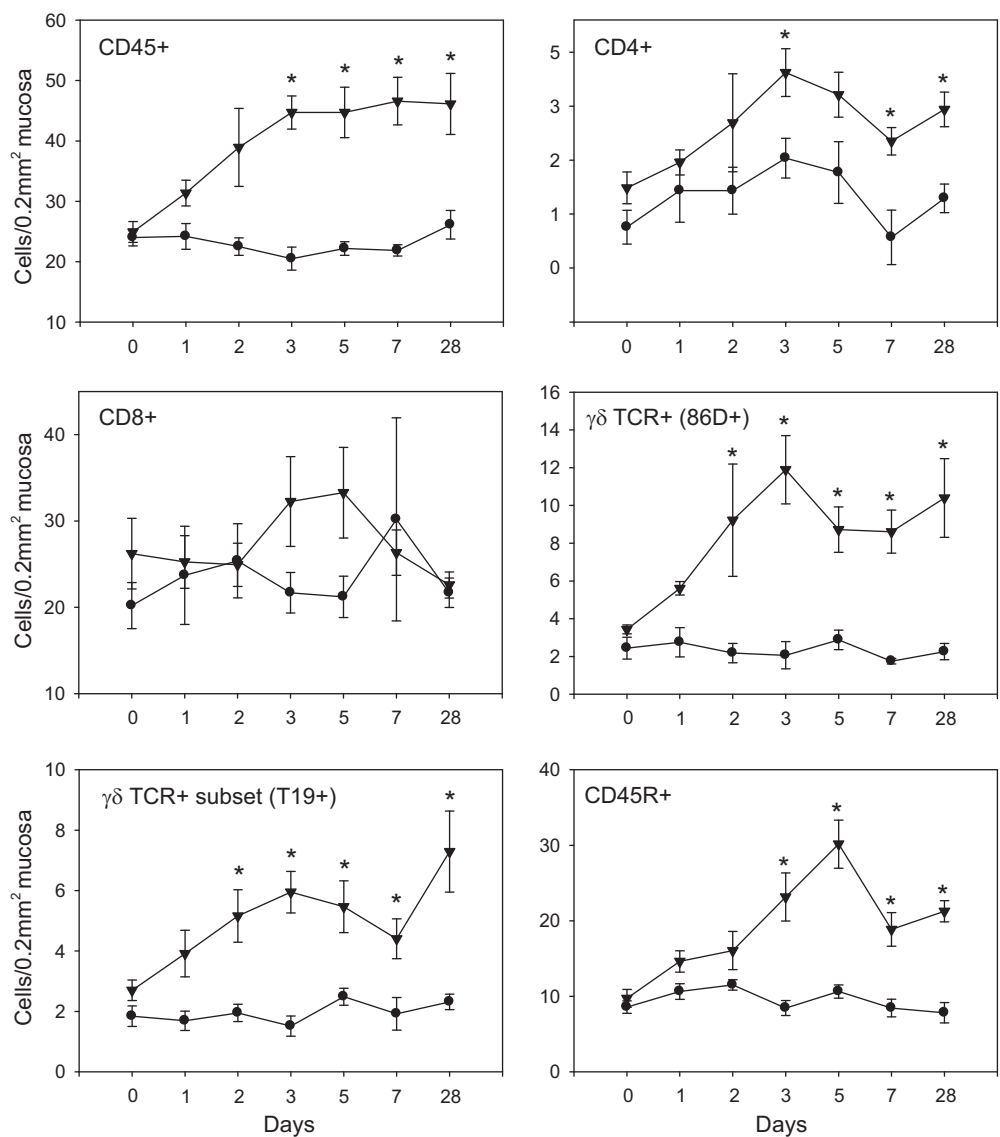 CD45+
Cells/0.2mm² mucosa
60
50
40
30
20
10
* * * *
0 1 2 3 5 7 28
CD4+
5
3
2
1
0
* * *
0 1 2 3 5 7 28
CD8+
Cells/0.2mm² mucosa
40
30
20
10
0 1 2 3 5 7 28
γδ TCR+ (86D+)
16
14
12
10
8
6
4
2
0
* * * * *
0 1 2 3 5 7 28
γδ TCR+ subset (T19+)
Cells/0.2mm² mucosa
10
8
6
4
2
0
* * * * *
0 1 2 3 5 7 28
Days
CD45R+
40
30
20
10
0
* * * *
0 1 2 3 5 7 28
Days